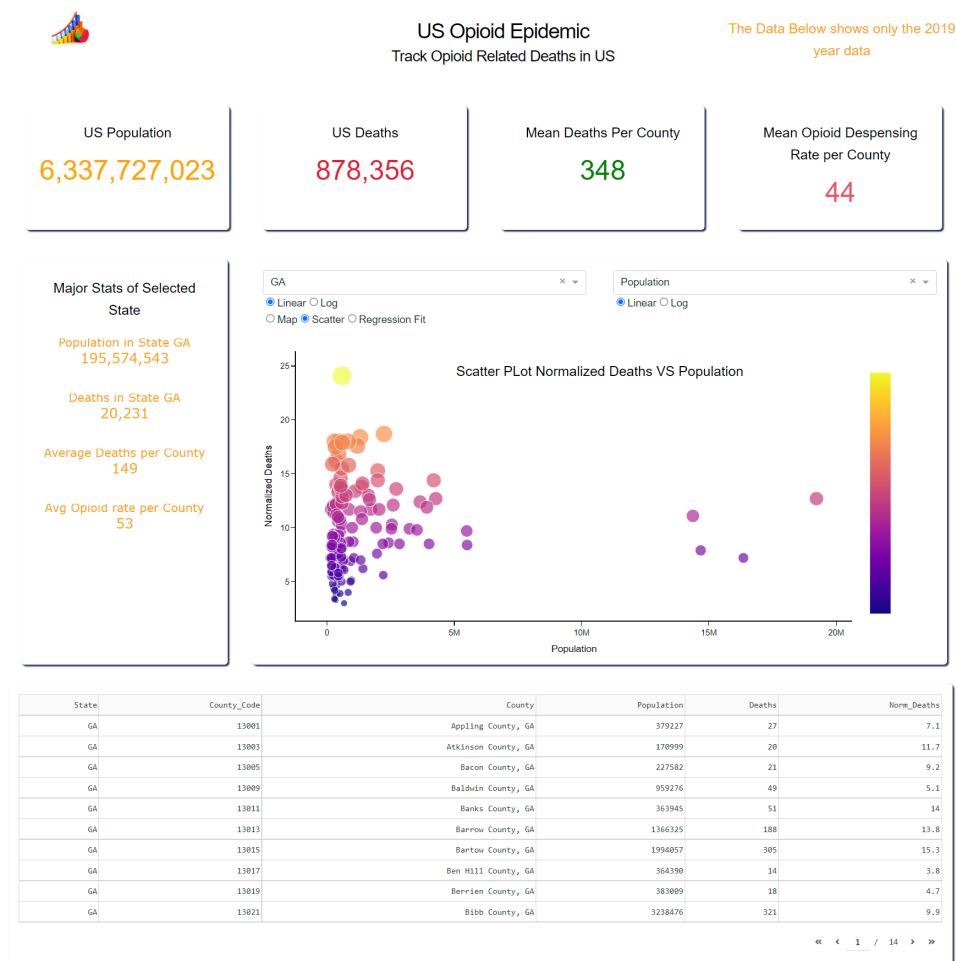 US Opioid Epidemic
Track Opioid Related Deaths in US
The Data Below shows only the 2019
year data
US Population
6,337,727,023
US Deaths
878,356
Mean Deaths Per County
348
Mean Opioid Despensing
Rate per County
44
Major Stats of Selected
State
Population in State GA
195,574,543
Deaths in State GA
20,231
Average Deaths per County
149
Avg Opioid rate per County
53
GA × 
Linear Log
Map Scatter Regression Fit
Population ×
Linear Log
Scatter PLot Normalized Deaths VS Population
Normalized Deaths
25
20
15
10
5
0 5M 10M 15M 20M
Population
State County_Code County Population Deaths Norm_Deaths
GA 13001 Appling County, GA 379227 27 7.1
GA 13003 Atkinson County, GA 170999 20 11.7
GA 13005 Bacon County, GA 227582 21 9.2
GA 13009 Baldwin County, GA 959276 49 5.1
GA 13011 Banks County, GA 363945 51 14
GA 13013 Barrow County, GA 1366325 188 13.8
GA 13015 Bartow County, GA 1994057 305 15.3
GA 13017 Ben Hill County, GA 364390 14 3.8
GA 13019 Berrien County, GA 383009 18 4.7
GA 13021 Bibb County, GA 3238476 321 9.9
« ‹ 1 / 14 › »